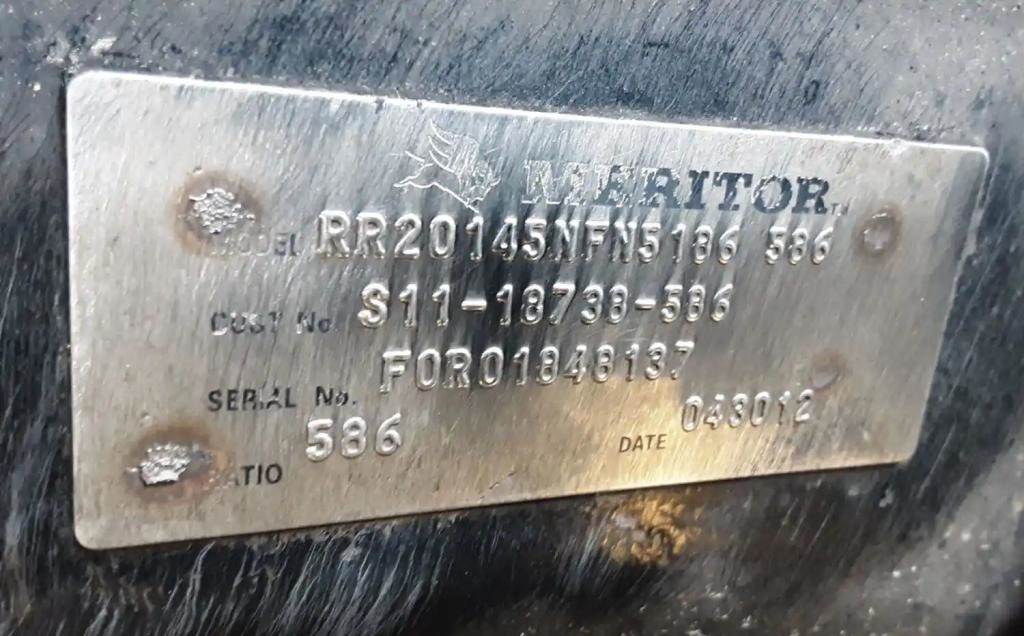 MERITOR
MODEL RR20145NFN5186 586
CUST No. S11-18738-586
SERIAL No. FOR01848137
RATIO 586 DATE 043012